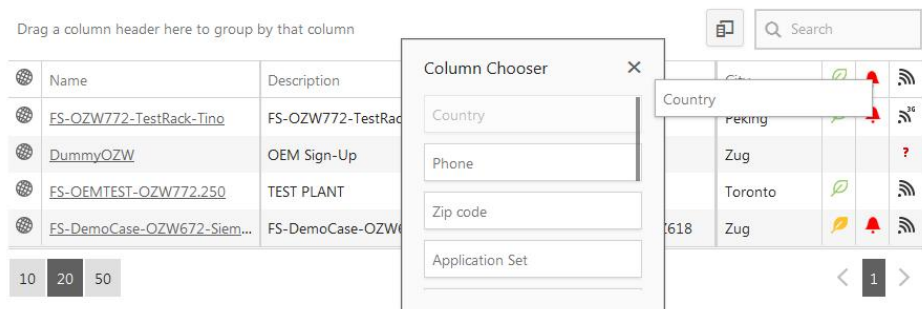 Drag a column header here to group by that column
Search
Column Chooser
Name
Description
Country
Country
FS-OZW772-TestRack-Tino
FS-OZW772-TestRac
Peking
3G
Phone
DummyOZW
OEM Sign-Up
Zug
?
FS-OEMTEST-OZW772.250
TEST PLANT
Toronto
Zip code
FS-DemoCase-OZW672-Siem...
FS-DemoCase-OZW6
618
Zug
Application Set
10 20 50
1